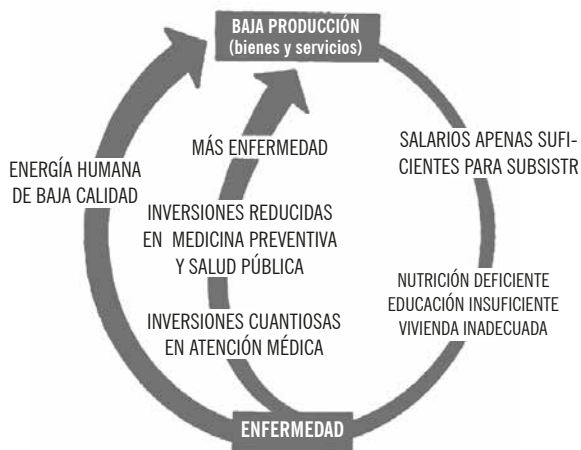 BAJA PRODUCCIÓN
(bienes y servicios)
MÁS ENFERMEDAD
SALARIOS APENAS SUFI-
CIENTES PARA SUBSISTR
ENERGÍA HUMANA
DE BAJA CALIDAD
INVERSIONES REDUCIDAS
EN MEDICINA PREVENTIVA
Y SALUD PÚBLICA
NUTRICIÓN DEFICIENTE
EDUCACIÓN INSUFICIENTE
VIVIENDA INADECUADA
INVERSIONES CUANTIOSAS
EN ATENCIÓN MÉDICA
ENFERMEDAD